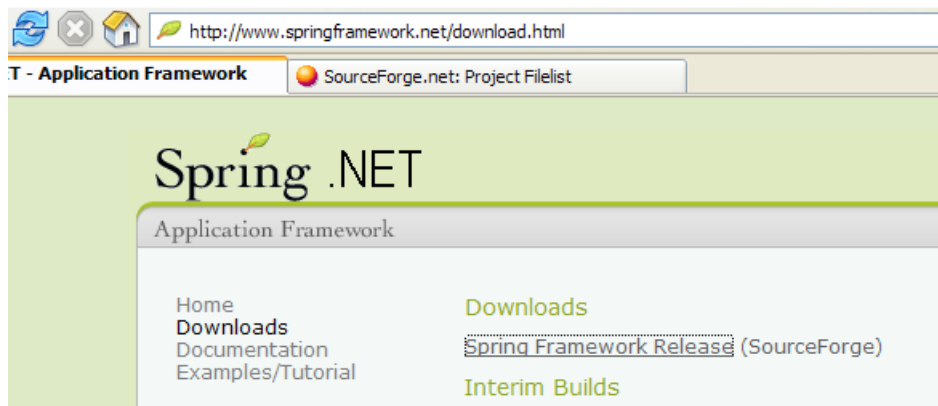 http://www.springframework.net/download.html
T - Application Framework
SourceForge.net: Project Filelist
Spring .NET
Application Framework
Home
Downloads
Documentation
Examples/Tutorial
Downloads
Spring Framework Release (SourceForge)
Interim Builds